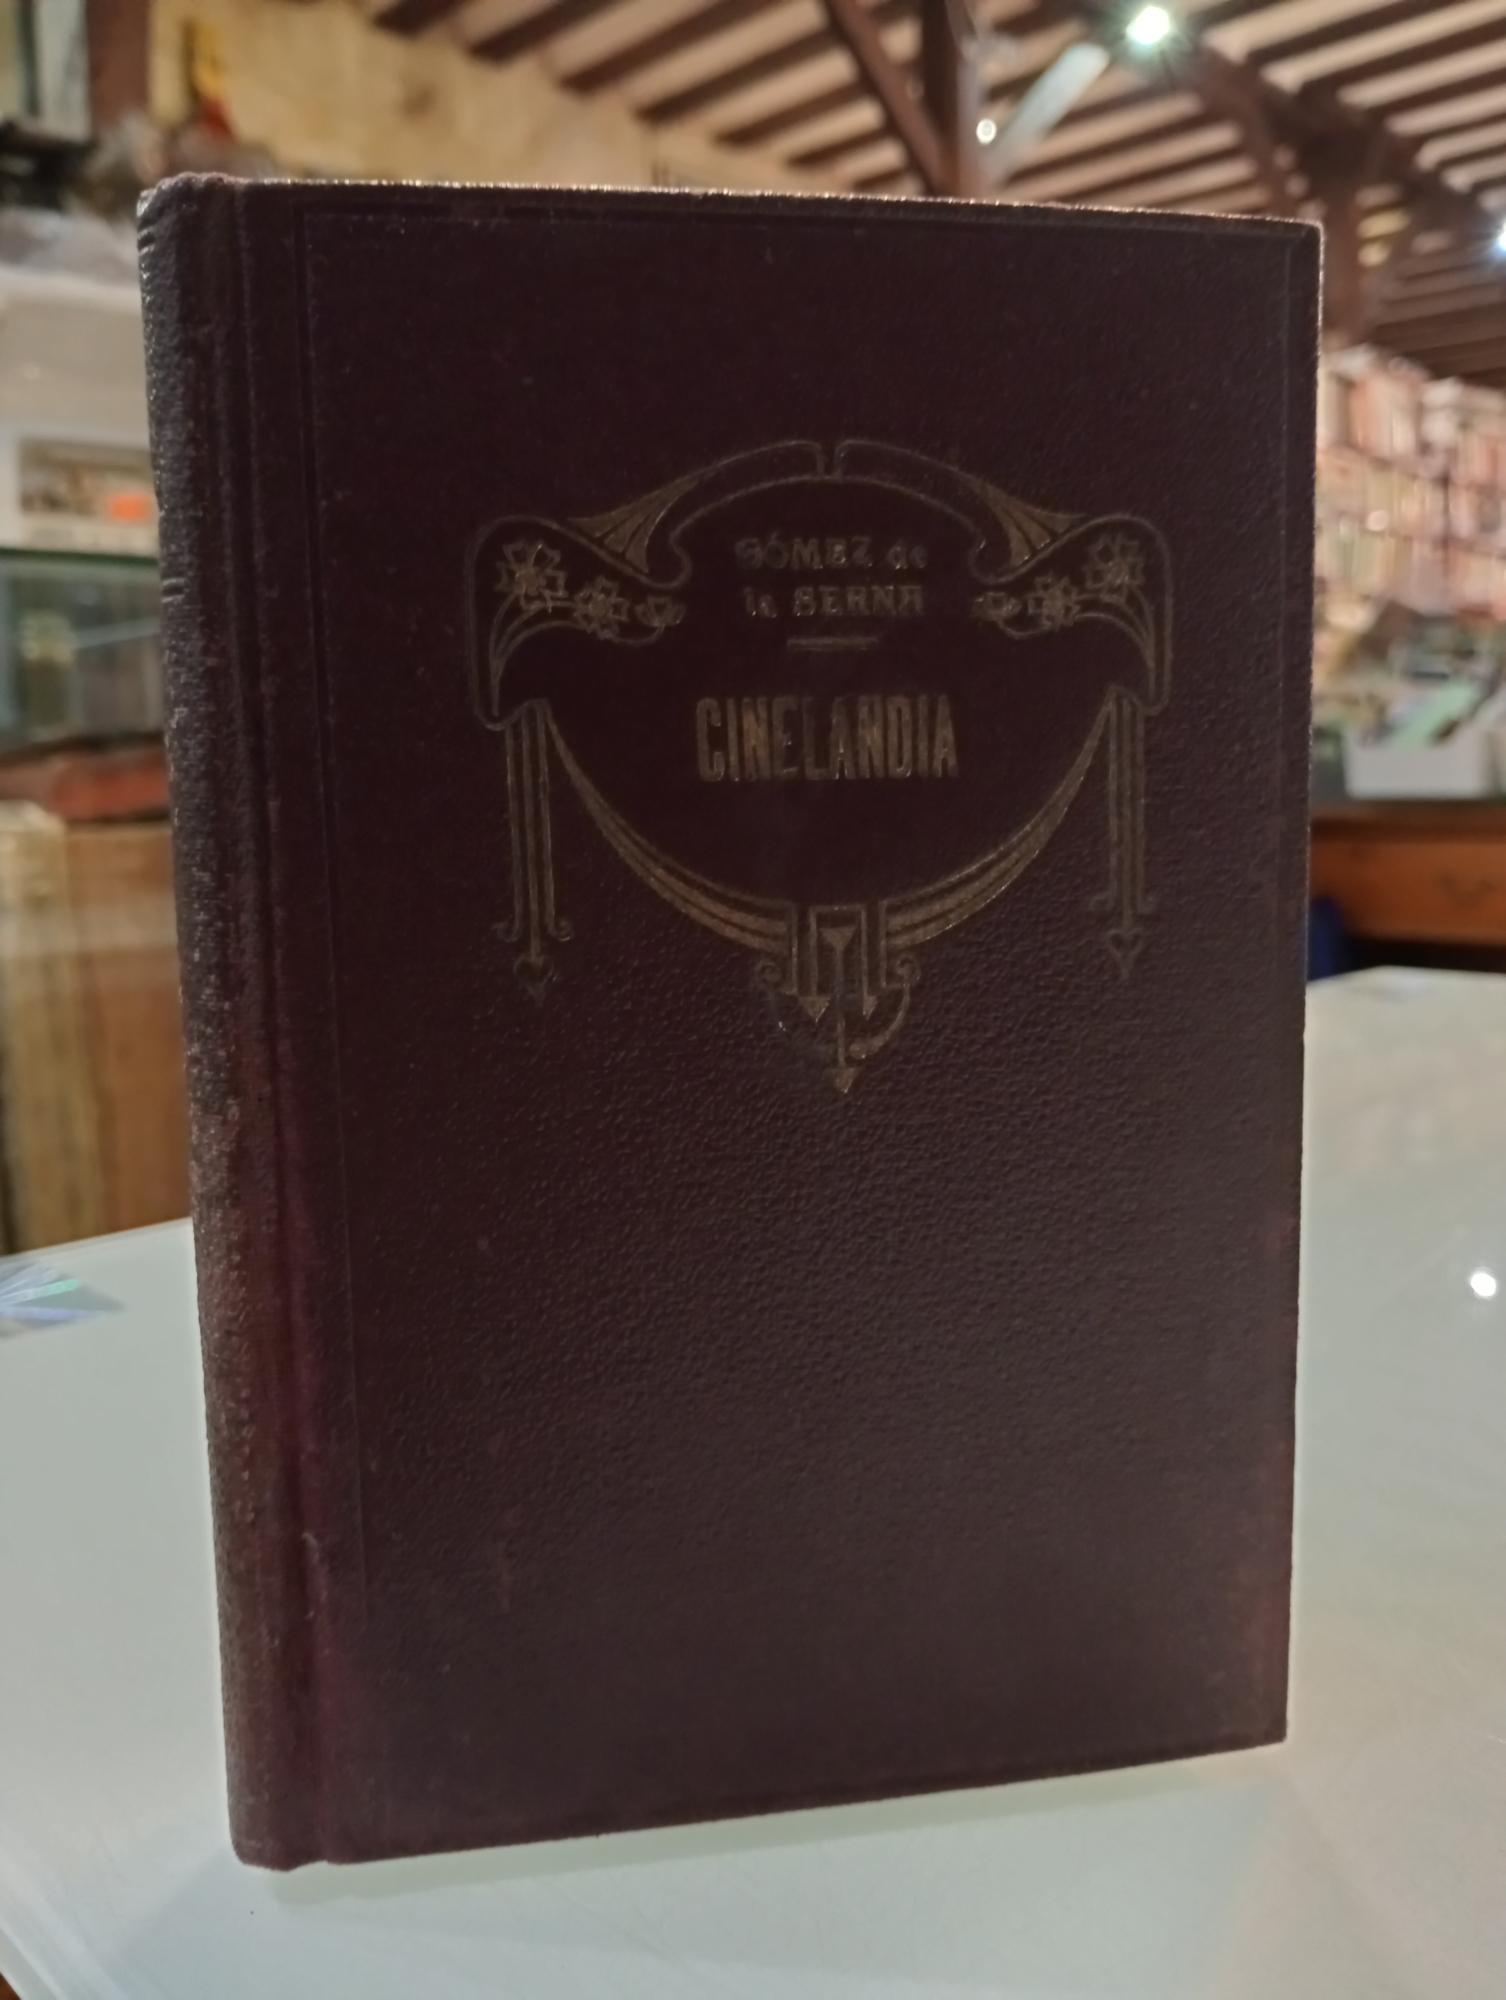 GÓMEZ de
la SERNA
CINELANDIA